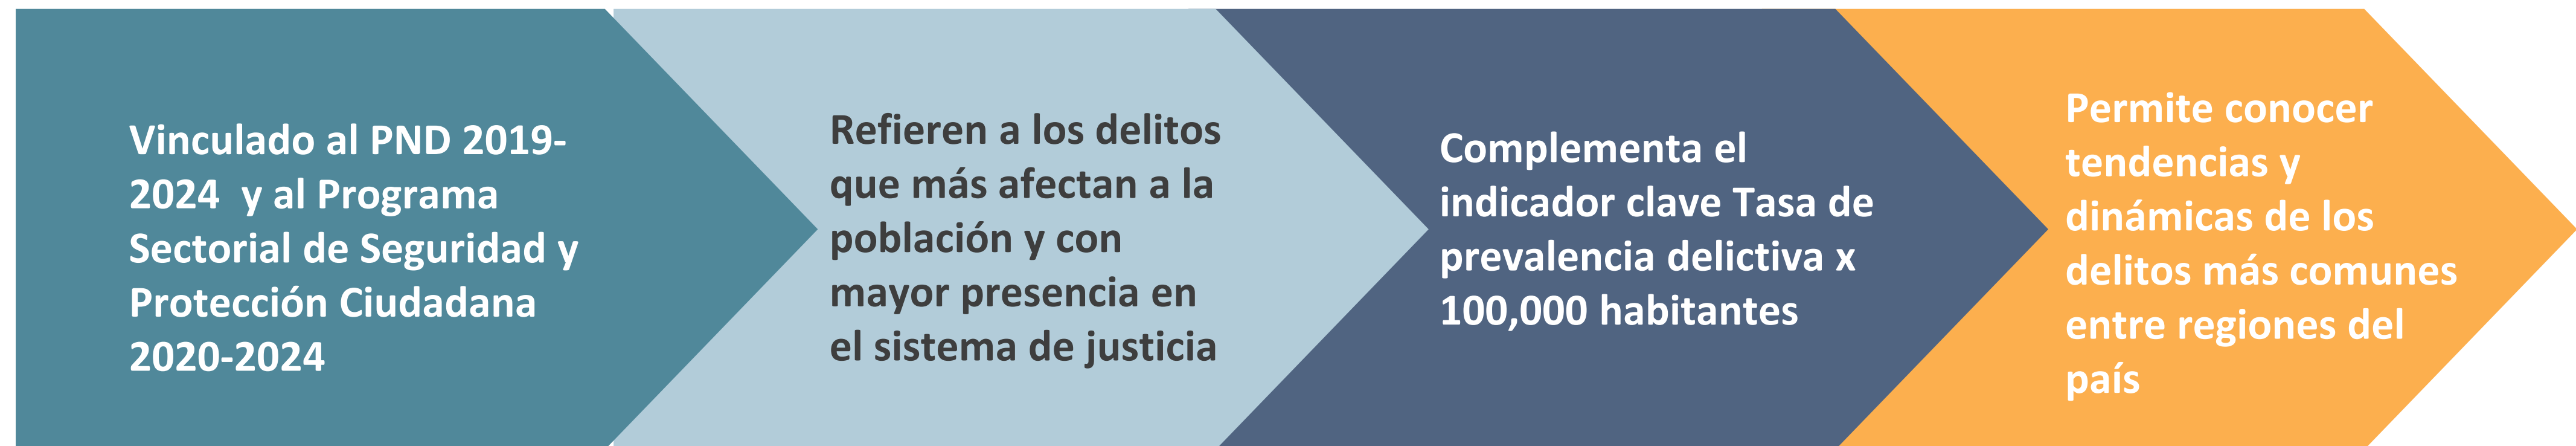 Vinculado al PND 2019-
2024  y al Programa
Sectorial de Seguridad y
Protección Ciudadana
2020-2024
Refieren a los delitos
que más afectan a la
población y con
mayor presencia en
el sistema de justicia
Complementa el
indicador clave Tasa de
prevalencia delictiva x
100,000 habitantes
Permite conocer
tendencias y
dinámicas de los
delitos más comunes
entre regiones del
país